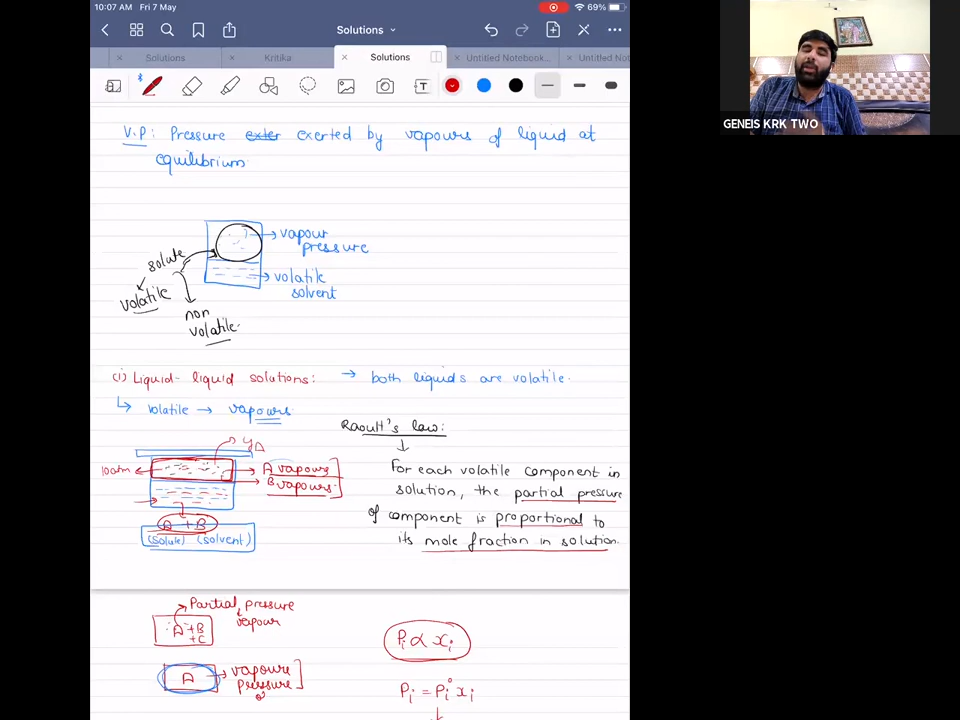 10:07 AM Fri 7 May
69%
Solutions
Solutions
Kritika
Solutions
Untitled Notebook...
Untitled Not
GENEIS KRK TWO
V.P: Pressure exter exerted by vapours of liquid at
equilibrium
vapour
pressure
solute
volatile
non
volatile
volatile
solvent
(i) Liquid-liquid solutions: → both liquids are volatile.
volatile → vapours
Raoult's law:
A vapours
B vapours
A + B
(solute) (solvent)
For each volatile component in
solution, the partial pressure
of component is proportional to
its mole fraction in solution.
Partial pressure
vapour
A+B
+C
A
vapoure
pressure
Pi ∝ xi
Pi = Pi° xi